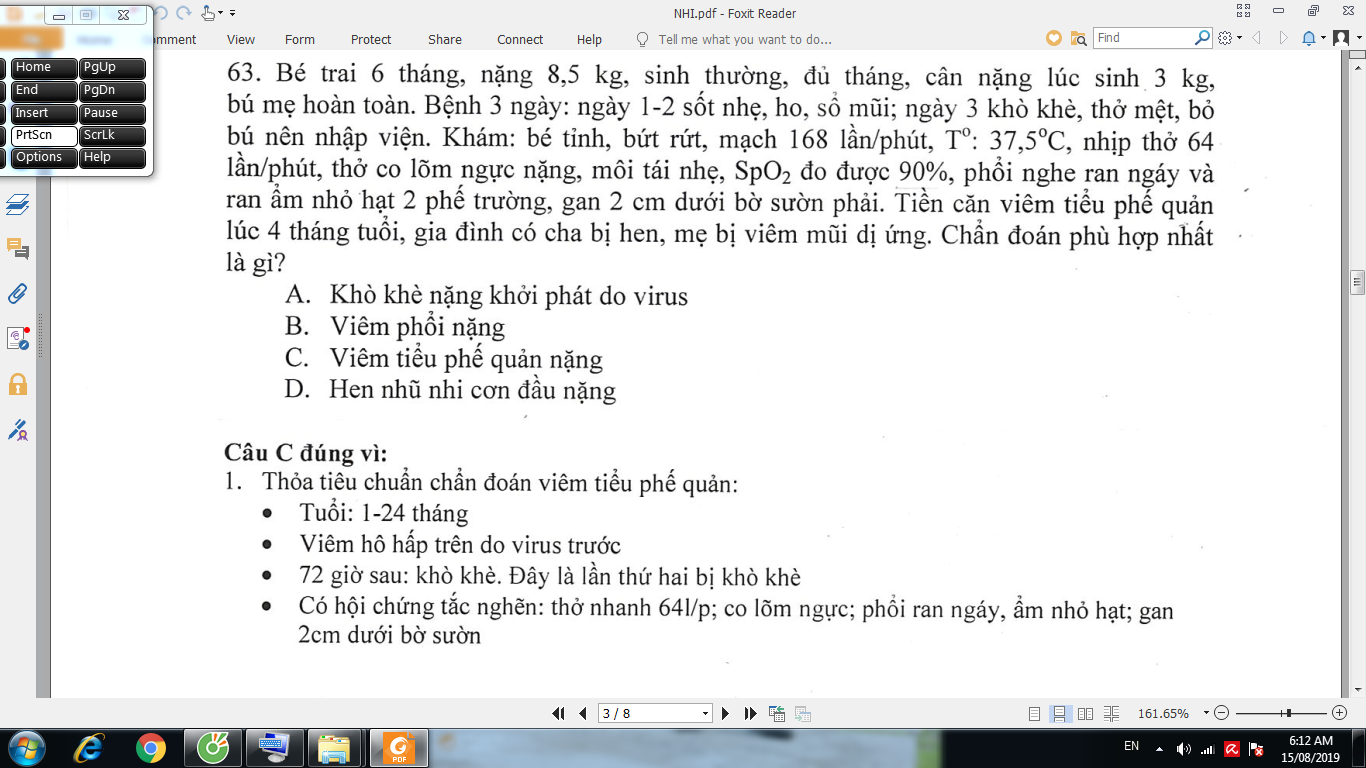 NHI.pdf - Foxit Reader
Home
omment
View
Form
Protect
Share
Connect
Help
Tell me what you want to do...
Find
Home
PgUp
End
PgDn
Insert
Pause
PrtScn
ScrLk
Options
Help
63. Bé trai 6 tháng, nặng 8,5 kg, sinh thường, đủ tháng, cân nặng lúc sinh 3 kg,
bú mẹ hoàn toàn. Bệnh 3 ngày: ngày 1-2 sốt nhẹ, ho, sổ mũi; ngày 3 khò khè, thở mệt, bỏ
bú nên nhập viện. Khám: bé tỉnh, bứt rứt, mạch 168 lần/phút, Tº: 37,5ºC, nhịp thở 64
lần/phút, thở co lõm ngực nặng, môi tái nhẹ, SpO₂ đo được 90%, phổi nghe ran ngáy và
ran ẩm nhỏ hạt 2 phế trường, gan 2 cm dưới bờ sườn phải. Tiền căn viêm tiểu phế quản
lúc 4 tháng tuổi, gia đình có cha bị hen, mẹ bị viêm mũi dị ứng. Chẩn đoán phù hợp nhất
là gì?
A. Khò khè nặng khởi phát do virus
B. Viêm phổi nặng
C. Viêm tiểu phế quản nặng
D. Hen nhũ nhi cơn đầu nặng
Câu C đúng vì:
1. Thỏa tiêu chuẩn chẩn đoán viêm tiểu phế quản:
• Tuổi: 1-24 tháng
• Viêm hô hấp trên do virus trước
• 72 giờ sau: khò khè. Đây là lần thứ hai bị khò khè
• Có hội chứng tắc nghẽn: thở nhanh 64l/p; co lõm ngực; phổi ran ngáy, ẩm nhỏ hạt; gan
2cm dưới bờ sườn
3 / 8
161.65%
EN
6:12 AM
15/08/2019
PDF